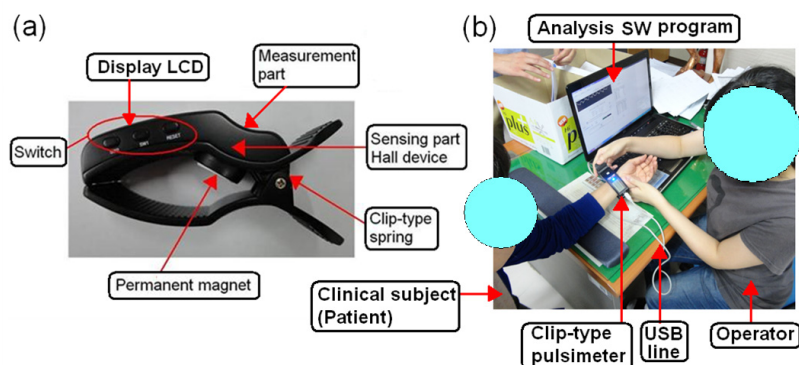 (a)
Display LCD
Measurement
part
Switch
SW1
RESET
Sensing part
Hall device
Clip-type
spring
Permanent magnet
(b)
Analysis SW program
plus
Clinical subject
(Patient)
Clip-type
pulsimeter
USB
line
Operator